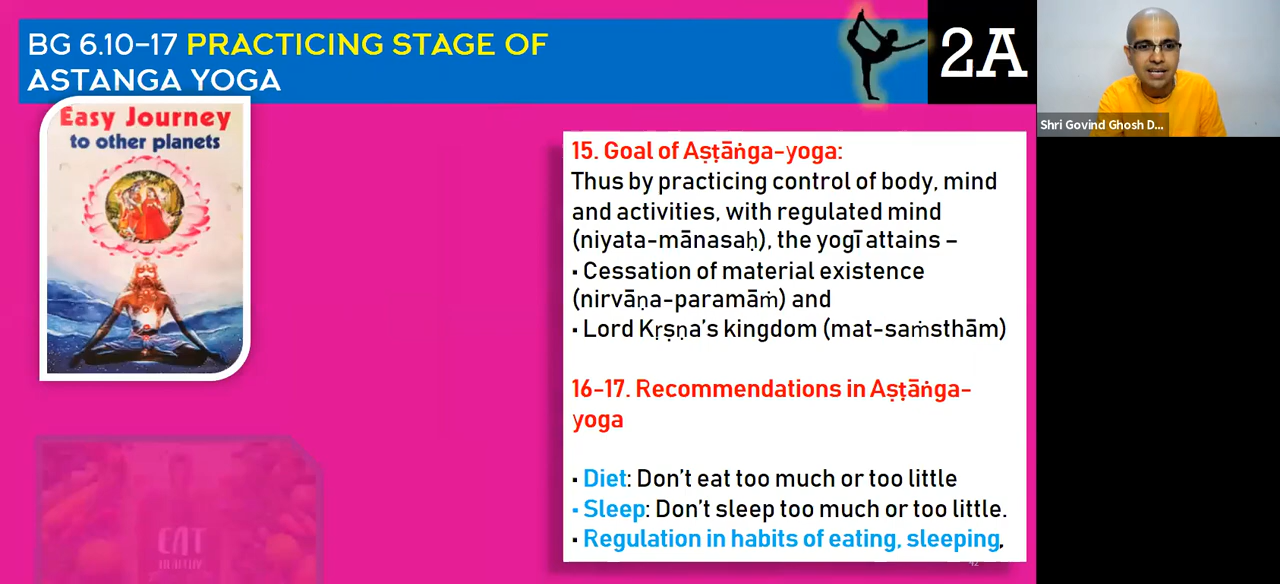 BG 6.10-17 PRACTICING STAGE OF
ASTANGA YOGA
2A
Shri Govind Ghosh D...
Easy Journey
to other planets
15. Goal of Aṣṭāṅga-yoga:
Thus by practicing control of body, mind
and activities, with regulated mind
(niyata-mānasaḥ), the yogī attains –
▪ Cessation of material existence
(nirvāṇa-paramāṁ) and
▪ Lord Kṛṣṇa's kingdom (mat-saṁsthām)
16-17. Recommendations in Aṣṭāṅga-
yoga
▪ Diet: Don't eat too much or too little
▪ Sleep: Don't sleep too much or too little.
▪ Regulation in habits of eating, sleeping,
42
EAT
HEALTHY